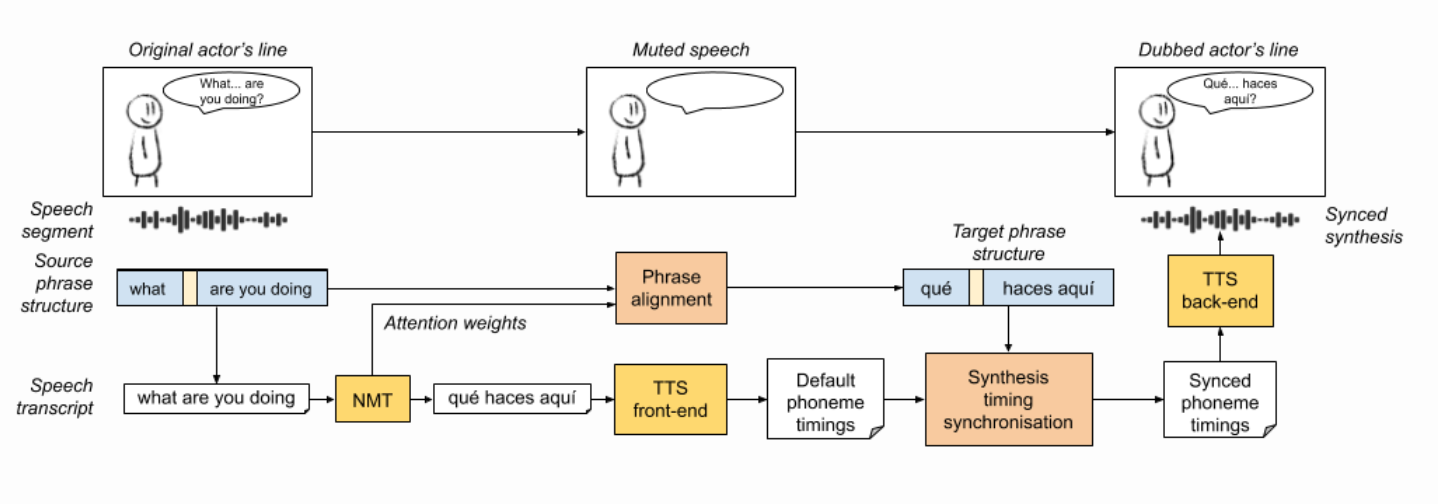 Original actor's line
Muted speech
Dubbed actor's line
What... are
you doing?
Qué... haces
aquí?
Speech
segment
Synced
synthesis
Source
phrase
structure
what
are you doing
Phrase
alignment
Target phrase
structure
qué
haces aquí
TTS
back-end
Attention weights
Speech
transcript
what are you doing
NMT
qué haces aquí
TTS
front-end
Default
phoneme
timings
Synthesis
timing
synchronisation
Synced
phoneme
timings